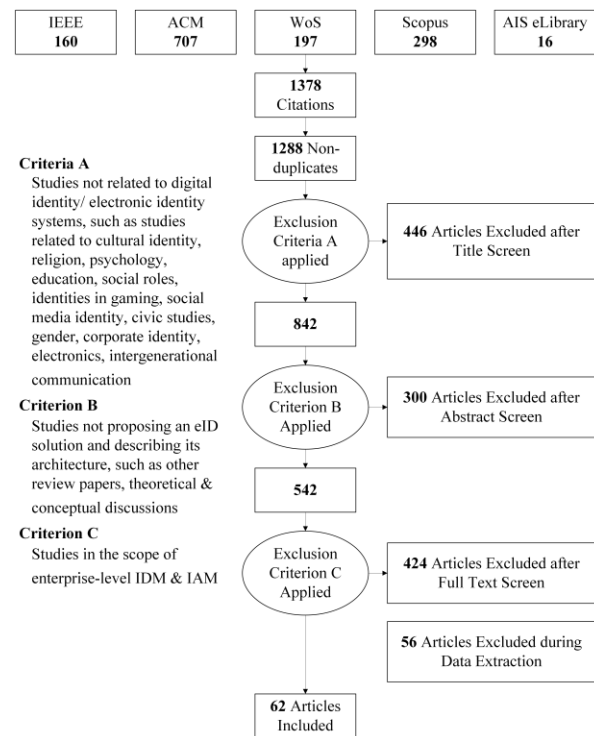 IEEE
160
ACM
707
WoS
197
Scopus
298
AIS eLibrary
16
1378
Citations
1288 Non-
duplicates
Criteria A
Studies not related to digital
identity/ electronic identity
systems, such as studies
related to cultural identity,
religion, psychology,
education, social roles,
identities in gaming, social
media identity, civic studies,
gender, corporate identity,
electronics, intergenerational
communication
Exclusion
Criteria A
applied
446 Articles Excluded after
Title Screen
842
Criterion B
Studies not proposing an eID
solution and describing its
architecture, such as other
review papers, theoretical &
conceptual discussions
Exclusion
Criterion B
Applied
300 Articles Excluded after
Abstract Screen
542
Criterion C
Studies in the scope of
enterprise-level IDM & IAM
Exclusion
Criterion C
Applied
424 Articles Excluded after
Full Text Screen
56 Articles Excluded during
Data Extraction
62 Articles
Included